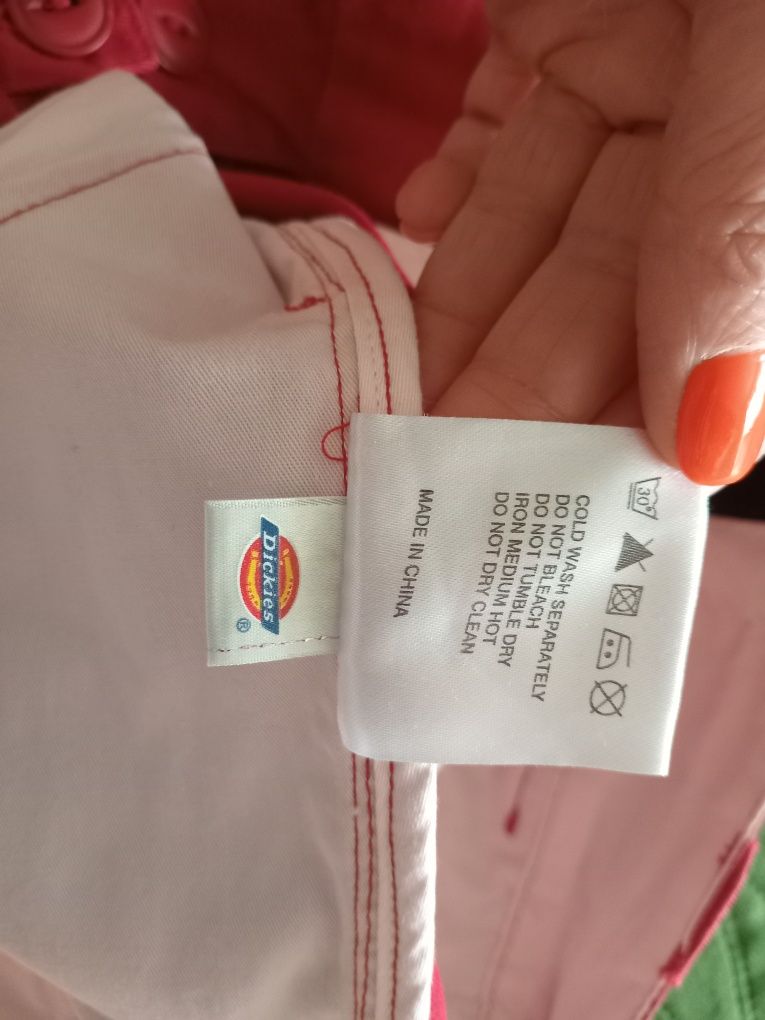 30°
COLD WASH SEPARATELY
DO NOT BLEACH
DO NOT TUMBLE DRY
IRON MEDIUM HOT
DO NOT DRY CLEAN
MADE IN CHINA
Dickies
®